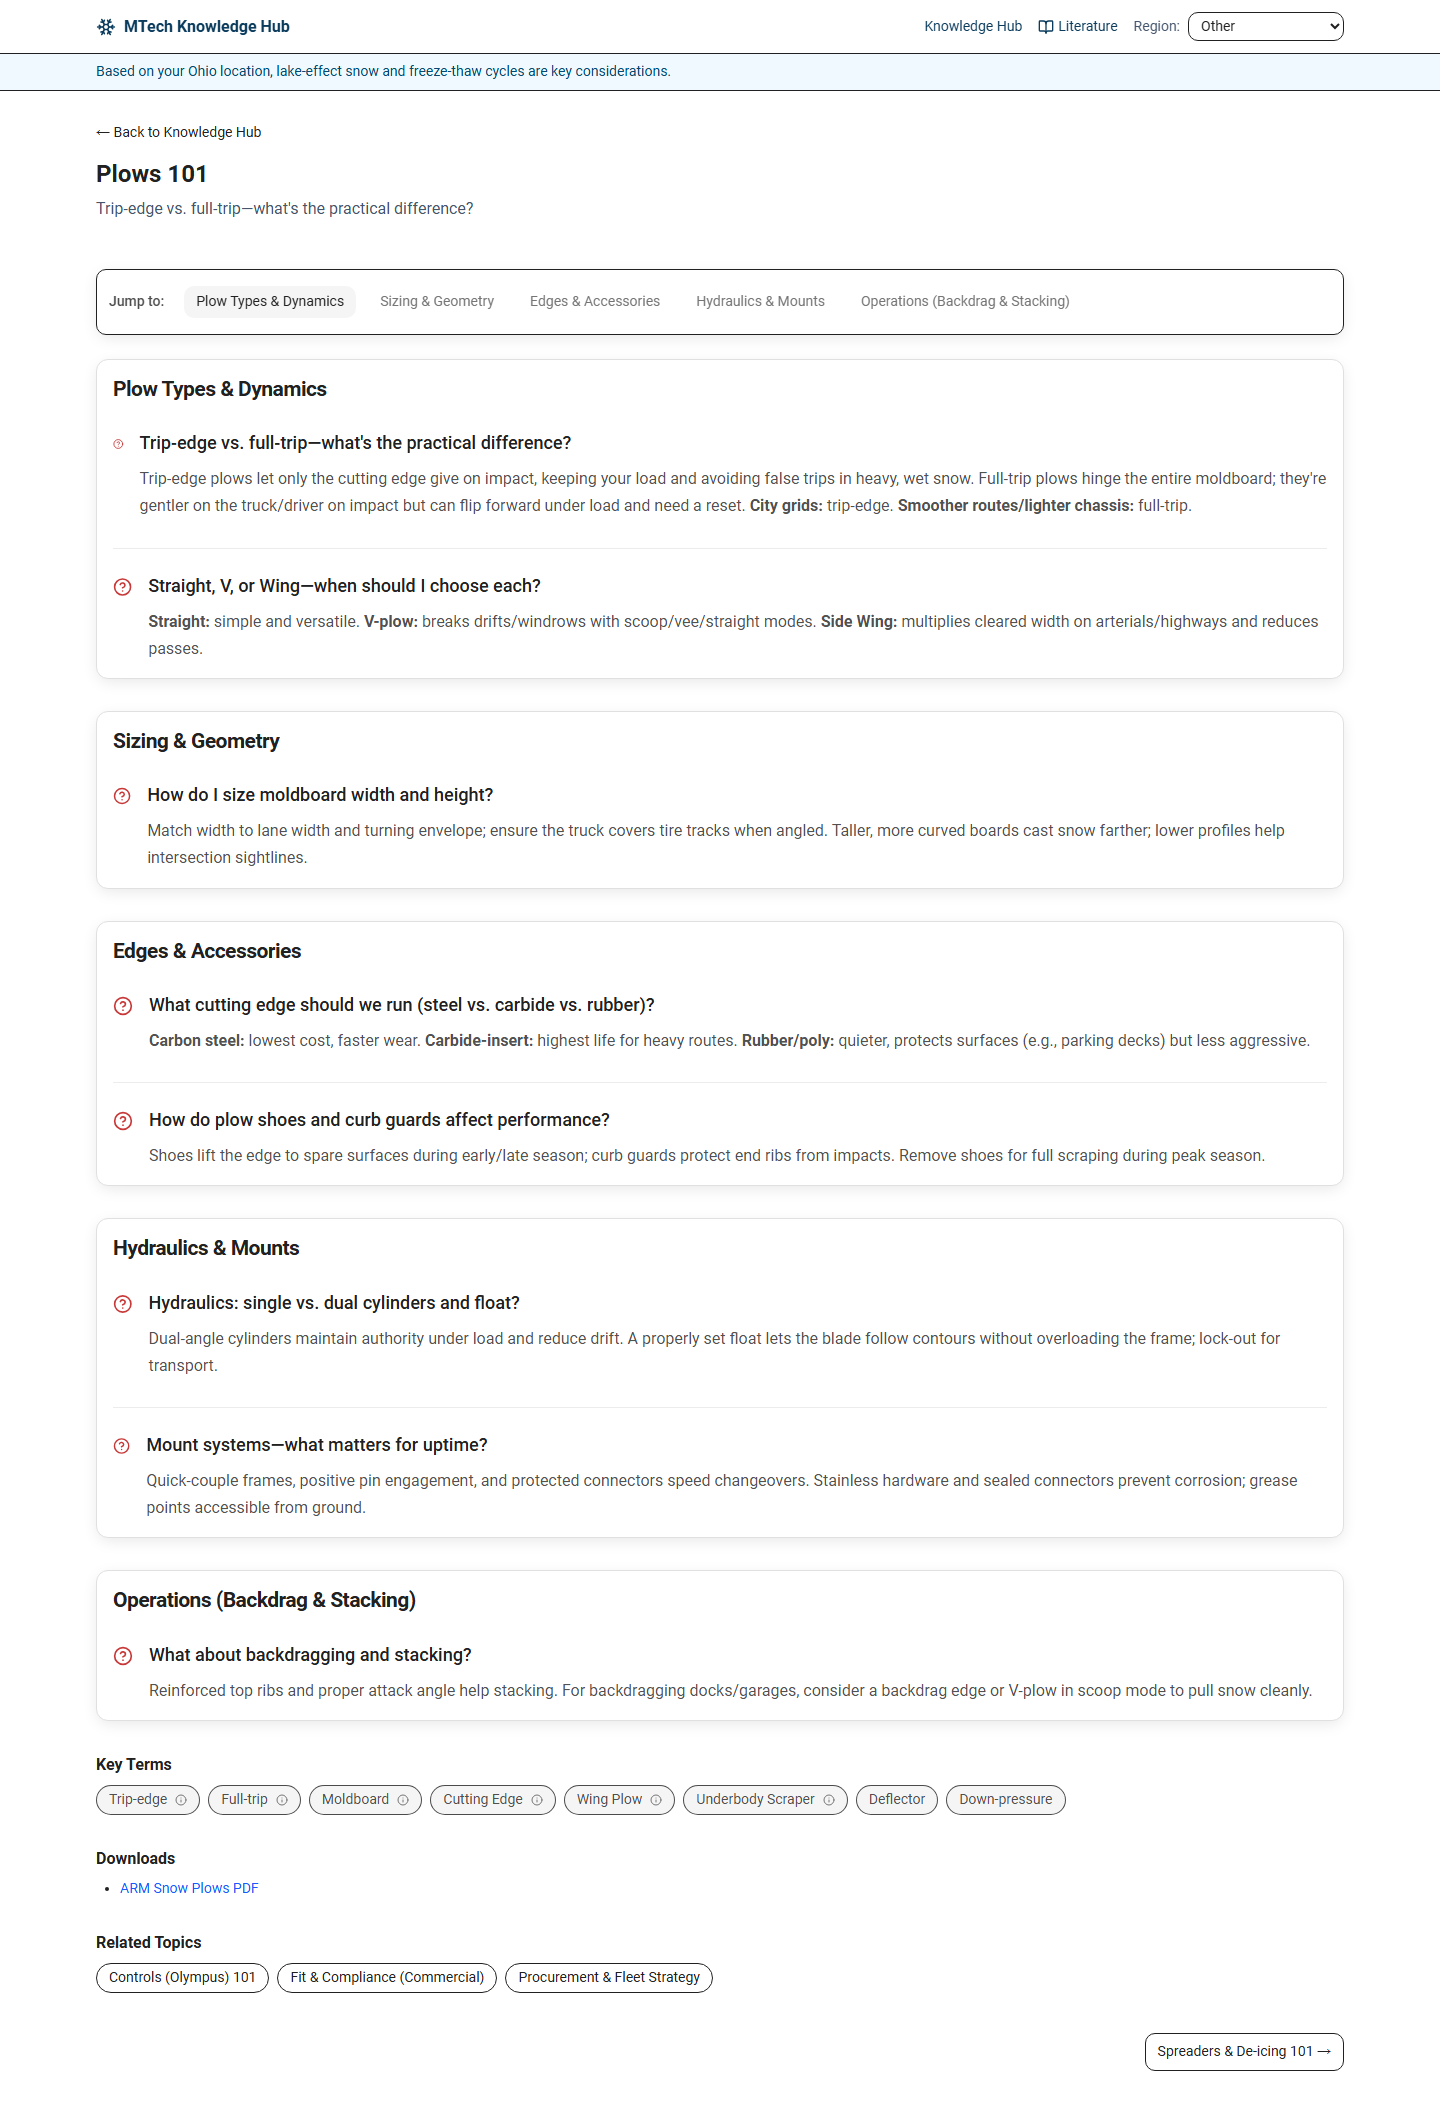 MTech Knowledge Hub
Knowledge Hub
Literature
Region:
Other
Based on your Ohio location, lake-effect snow and freeze-thaw cycles are key considerations.
← Back to Knowledge Hub
Plows 101
Trip-edge vs. full-trip—what's the practical difference?
Jump to:
Plow Types & Dynamics
Sizing & Geometry
Edges & Accessories
Hydraulics & Mounts
Operations (Backdrag & Stacking)
Plow Types & Dynamics
Trip-edge vs. full-trip—what's the practical difference?
Trip-edge plows let only the cutting edge give on impact, keeping your load and avoiding false trips in heavy, wet snow. Full-trip plows hinge the entire moldboard; they're
gentler on the truck/driver on impact but can flip forward under load and need a reset. City grids: trip-edge. Smoother routes/lighter chassis: full-trip.
Straight, V, or Wing—when should I choose each?
Straight: simple and versatile. V-plow: breaks drifts/windrows with scoop/vee/straight modes. Side Wing: multiplies cleared width on arterials/highways and reduces
passes.
Sizing & Geometry
How do I size moldboard width and height?
Match width to lane width and turning envelope; ensure the truck covers tire tracks when angled. Taller, more curved boards cast snow farther; lower profiles help
intersection sightlines.
Edges & Accessories
What cutting edge should we run (steel vs. carbide vs. rubber)?
Carbon steel: lowest cost, faster wear. Carbide-insert: highest life for heavy routes. Rubber/poly: quieter, protects surfaces (e.g., parking decks) but less aggressive.
How do plow shoes and curb guards affect performance?
Shoes lift the edge to spare surfaces during early/late season; curb guards protect end ribs from impacts. Remove shoes for full scraping during peak season.
Hydraulics & Mounts
Hydraulics: single vs. dual cylinders and float?
Dual-angle cylinders maintain authority under load and reduce drift. A properly set float lets the blade follow contours without overloading the frame; lock-out for
transport.
Mount systems—what matters for uptime?
Quick-couple frames, positive pin engagement, and protected connectors speed changeovers. Stainless hardware and sealed connectors prevent corrosion; grease
points accessible from ground.
Operations (Backdrag & Stacking)
What about backdragging and stacking?
Reinforced top ribs and proper attack angle help stacking. For backdragging docks/garages, consider a backdrag edge or V-plow in scoop mode to pull snow cleanly.
Key Terms
Trip-edge
Full-trip
Moldboard
Cutting Edge
Wing Plow
Underbody Scraper
Deflector
Down-pressure
Downloads
• ARM Snow Plows PDF
Related Topics
Controls (Olympus) 101
Fit & Compliance (Commercial)
Procurement & Fleet Strategy
Spreaders & De-icing 101 →